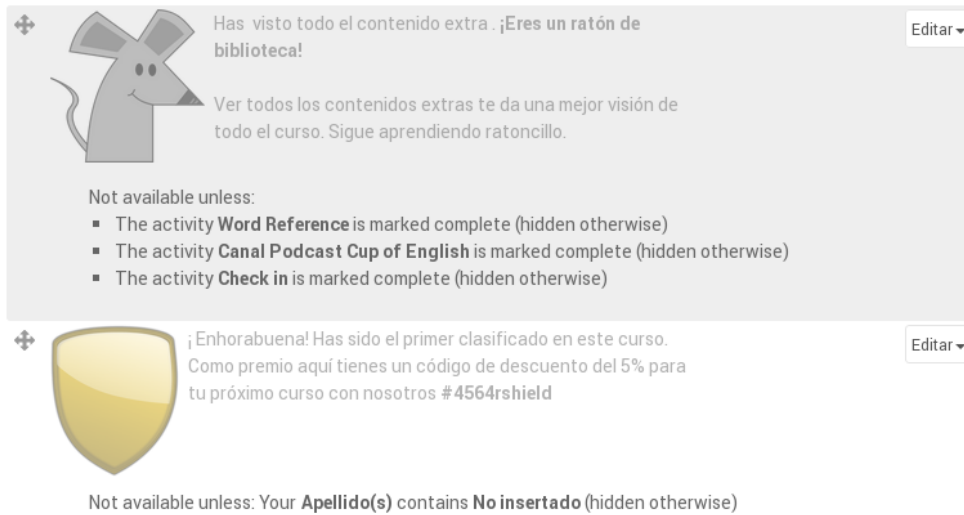 Has visto todo el contenido extra . ¡Eres un ratón de
Editar
biblioteca!
Ver todos los contenidos extras te da una mejor visión de
todo el curso. Sigue aprendiendo ratoncillo.
Not available unless:
The activity Word Reference is marked complete (hidden otherwise)
The activity Canal Podcast Cup of English is marked complete (hidden otherwise)
The activity Check in is marked complete (hidden otherwise)
¡ Enhorabuena! Has sido el primer clasificado en este curso.
Editar
Como premio aquí tienes un código de descuento del 5% para
tu próximo curso con nosotros #4564rshield
Not available unless: Your Apellido(s) contains No insertado (hidden otherwise)